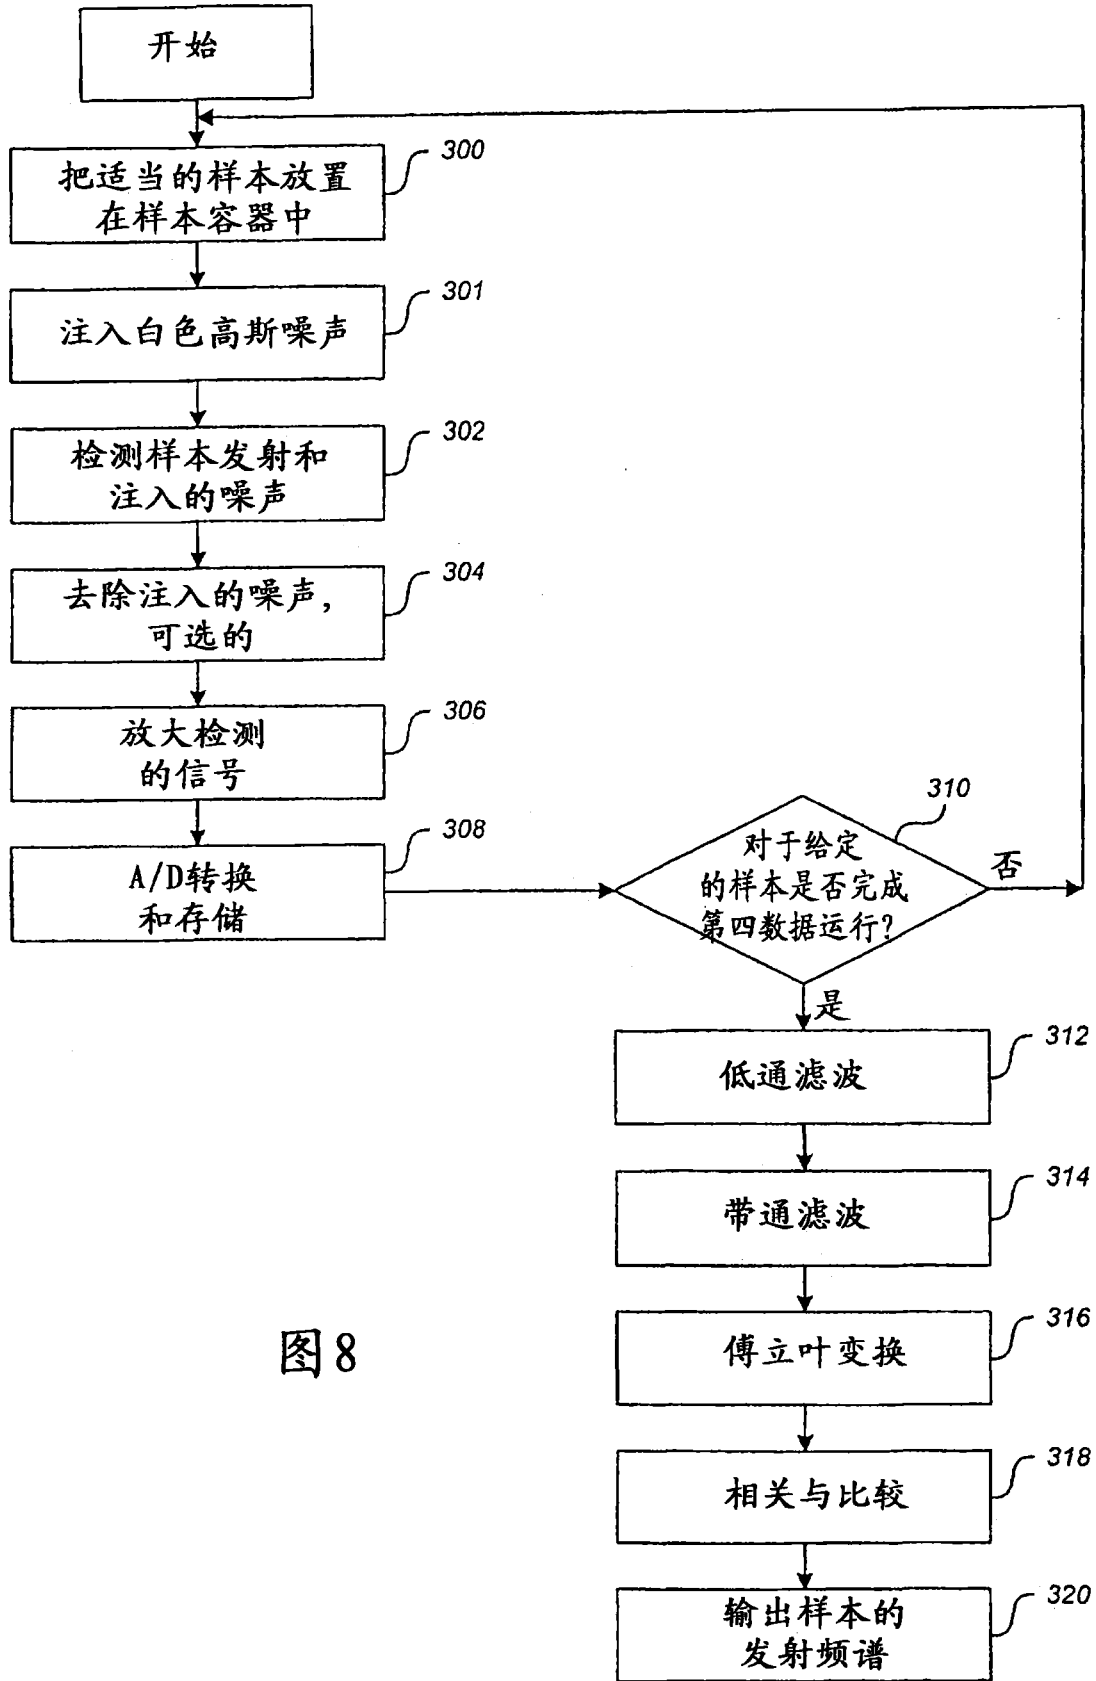 开始
把适当的样本放置
在样本容器中
300
注入白色高斯噪声
301
检测样本发射和
注入的噪声
302
去除注入的噪声,
可选的
304
放大检测
的信号
306
A/D转换
和存储
308
对于给定
的样本是否完成
第四数据运行?
310
否
是
低通滤波
312
带通滤波
314
傅立叶变换
316
相关与比较
318
输出样本的
发射频谱
320
图8